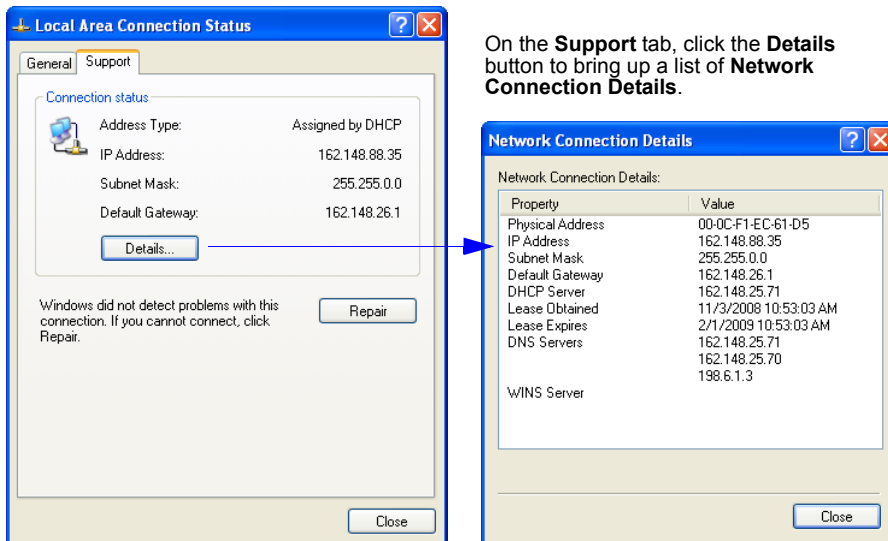 Local Area Connection Status
General Support
Connection status
Address Type: Assigned by DHCP
IP Address: 162.148.88.35
Subnet Mask: 255.255.0.0
Default Gateway: 162.148.26.1
Details...
Windows did not detect problems with this
connection. If you cannot connect, click
Repair.
Repair
Close
On the Support tab, click the Details
button to bring up a list of Network
Connection Details.
Network Connection Details
Network Connection Details:
Property Value
Physical Address 00-0C-F1-EC-61-D5
IP Address 162.148.88.35
Subnet Mask 255.255.0.0
Default Gateway 162.148.26.1
DHCP Server 162.148.25.71
Lease Obtained 11/3/2008 10:53:03 AM
Lease Expires 2/1/2009 10:53:03 AM
DNS Servers 162.148.25.71
162.148.25.70
198.6.1.3
WINS Server
Close